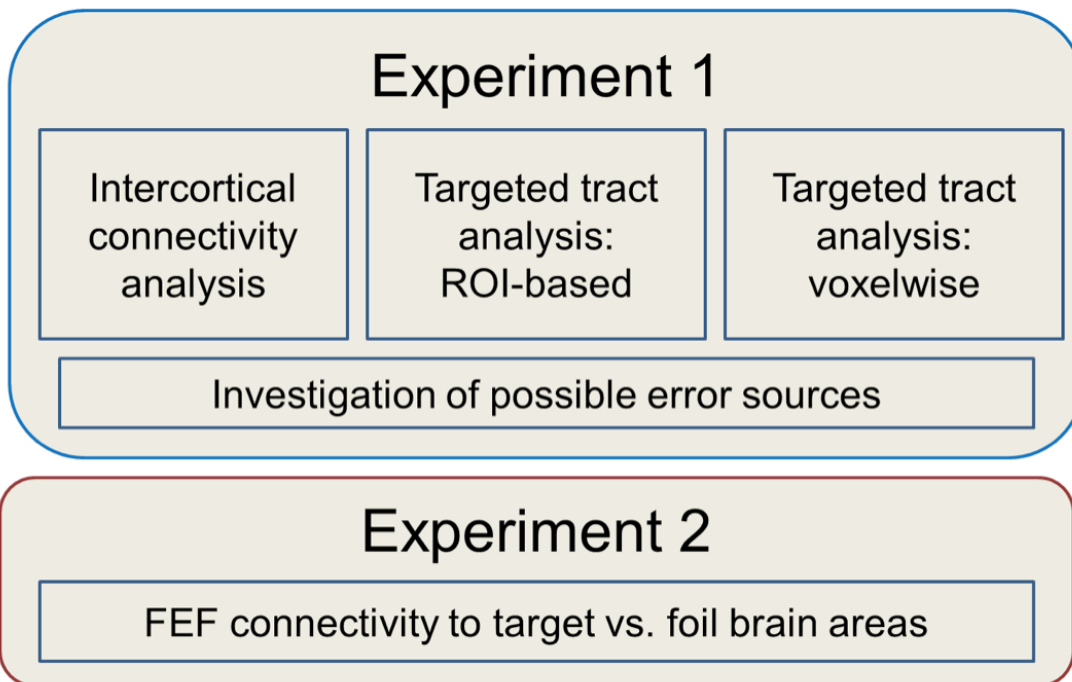 Experiment 1
Intercortical
connectivity
analysis
Targeted tract
analysis:
ROI-based
Targeted tract
analysis:
voxelwise
Investigation of possible error sources
Experiment 2
FEF connectivity to target vs. foil brain areas